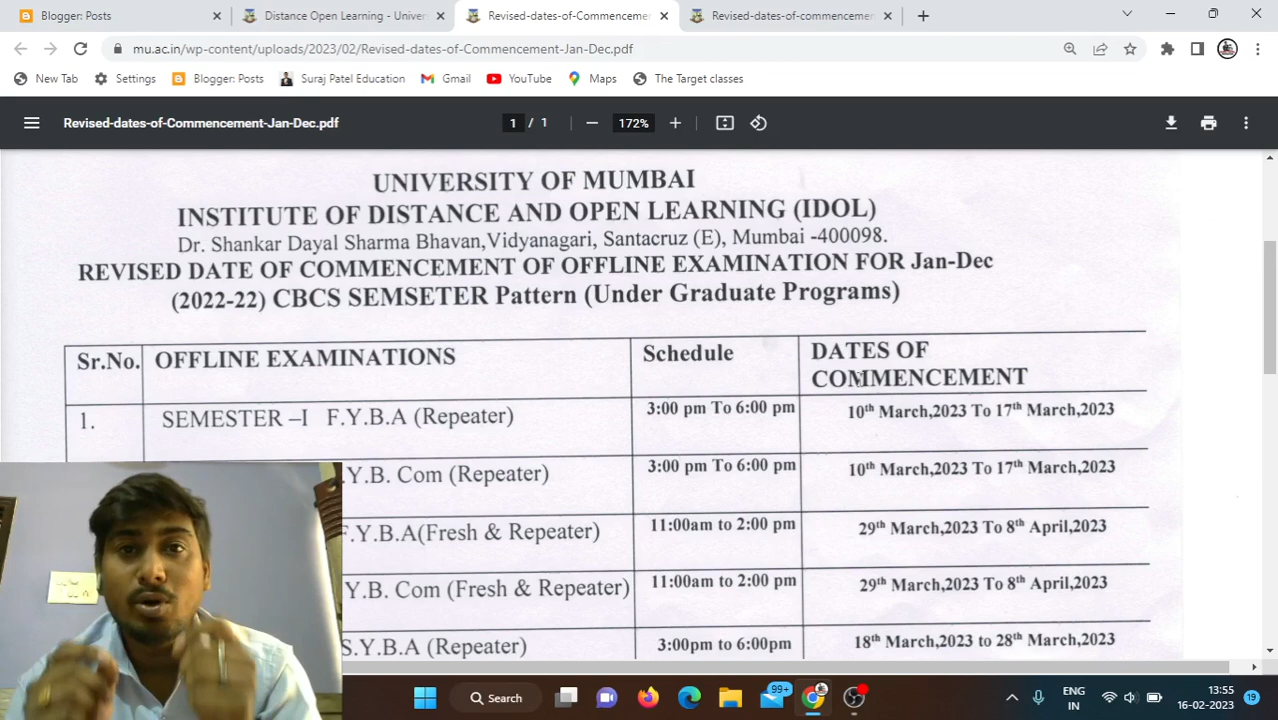 Blogger: Posts
Distance Open Learning - Univer
Revised-dates-of-Commenceme
Revised-dates-of-commencemen
mu.ac.in/wp-content/uploads/2023/02/Revised-dates-of-Commencement-Jan-Dec.pdf
New Tab Settings Blogger: Posts Suraj Patel Education Gmail YouTube Maps The Target classes
Revised-dates-of-Commencement-Jan-Dec.pdf 1 / 1 172%
UNIVERSITY OF MUMBAI
INSTITUTE OF DISTANCE AND OPEN LEARNING (IDOL)
Dr. Shankar Dayal Sharma Bhavan,Vidyanagari, Santacruz (E), Mumbai -400098.
REVISED DATE OF COMMENCEMENT OF OFFLINE EXAMINATION FOR Jan-Dec
(2022-22) CBCS SEMSETER Pattern (Under Graduate Programs)
Sr.No. OFFLINE EXAMINATIONS Schedule DATES OF
COMMENCEMENT
1. SEMESTER –I F.Y.B.A (Repeater) 3:00 pm To 6:00 pm 10th March,2023 To 17th March,2023
.Y.B. Com (Repeater) 3:00 pm To 6:00 pm 10th March,2023 To 17th March,2023
F.Y.B.A(Fresh & Repeater) 11:00am to 2:00 pm 29th March,2023 To 8th April,2023
Y.B. Com (Fresh & Repeater) 11:00am to 2:00 pm 29th March,2023 To 8th April,2023
S.Y.B.A (Repeater) 3:00pm to 6:00pm 18th March,2023 to 28th March,2023
Search
99+
ENG
IN
13:55
16-02-2023
19